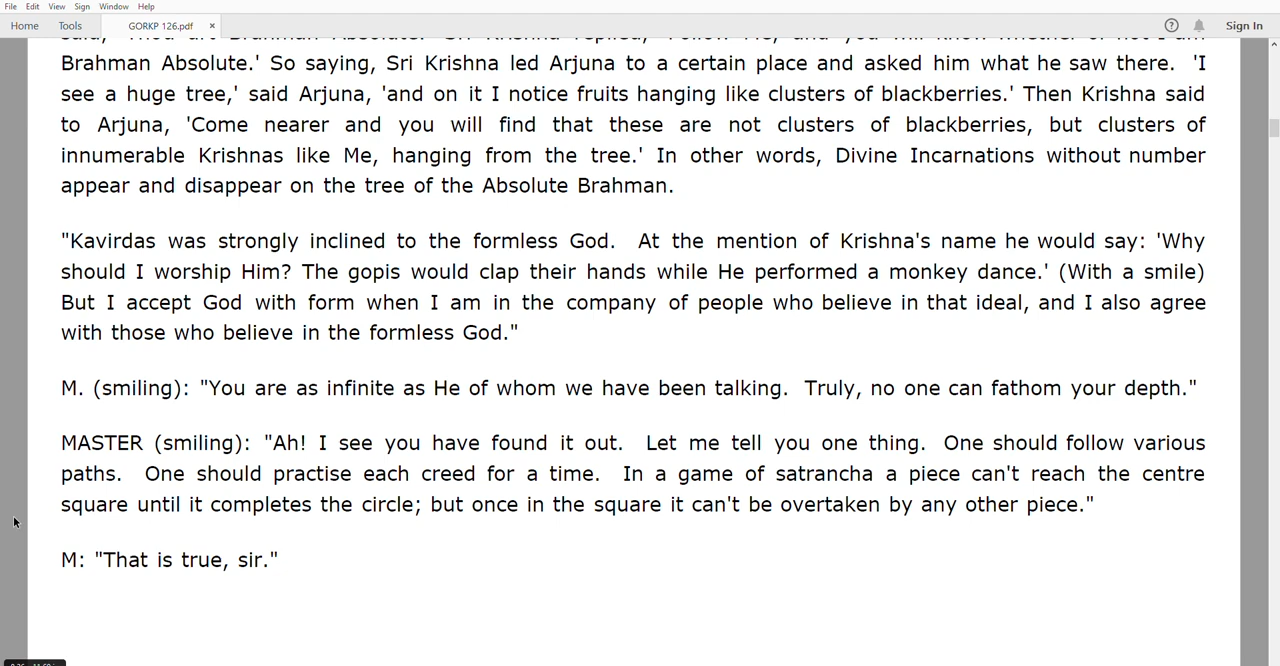 File Edit View Sign Window Help
Home Tools GORKP 126.pdf × ? Sign In
Brahman Absolute.' So saying, Sri Krishna led Arjuna to a certain place and asked him what he saw there. 'I
see a huge tree,' said Arjuna, 'and on it I notice fruits hanging like clusters of blackberries.' Then Krishna said
to Arjuna, 'Come nearer and you will find that these are not clusters of blackberries, but clusters of
innumerable Krishnas like Me, hanging from the tree.' In other words, Divine Incarnations without number
appear and disappear on the tree of the Absolute Brahman.
"Kavirdas was strongly inclined to the formless God. At the mention of Krishna's name he would say: 'Why
should I worship Him? The gopis would clap their hands while He performed a monkey dance.' (With a smile)
But I accept God with form when I am in the company of people who believe in that ideal, and I also agree
with those who believe in the formless God."
M. (smiling): "You are as infinite as He of whom we have been talking. Truly, no one can fathom your depth."
MASTER (smiling): "Ah! I see you have found it out. Let me tell you one thing. One should follow various
paths. One should practise each creed for a time. In a game of satrancha a piece can't reach the centre
square until it completes the circle; but once in the square it can't be overtaken by any other piece."
M: "That is true, sir."